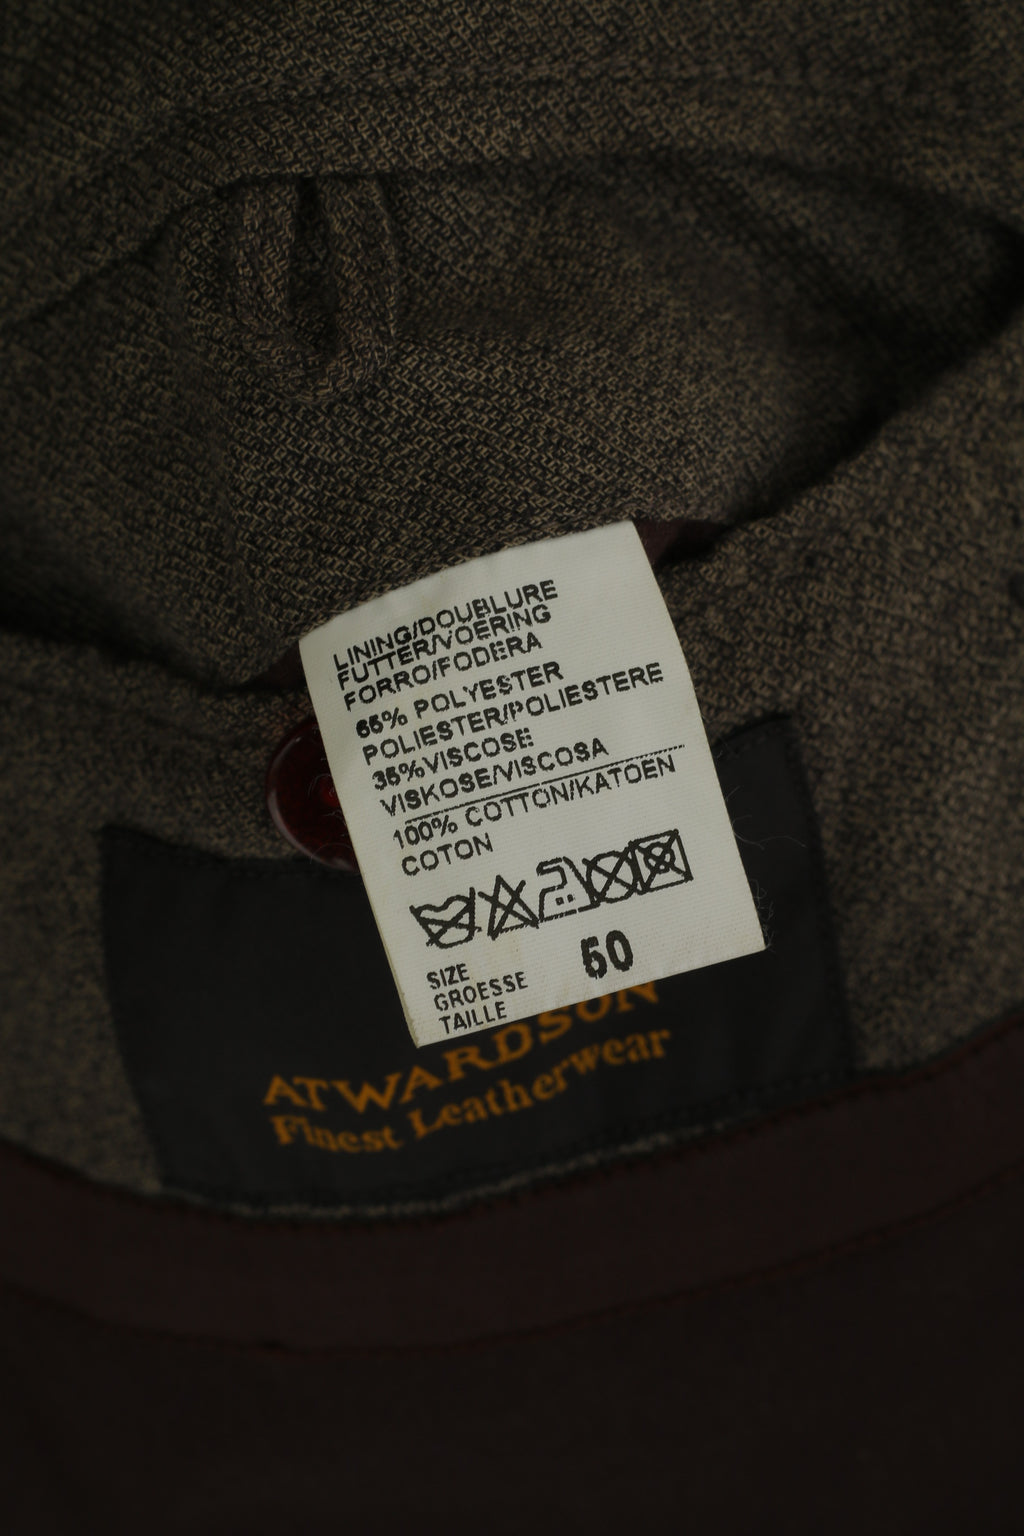 LINING/DOUBLURE
FUTTER/VOERING
FORRO/FODERA
65% POLYESTER
POLIESTER/POLIESTERE
35%VISCOSE
VISKOSE/VISCOSA
100% COTTON/KATOEN
COTON
SIZE
GROESSE
TAILLE
50
ATWARDSON
Finest Leatherwear